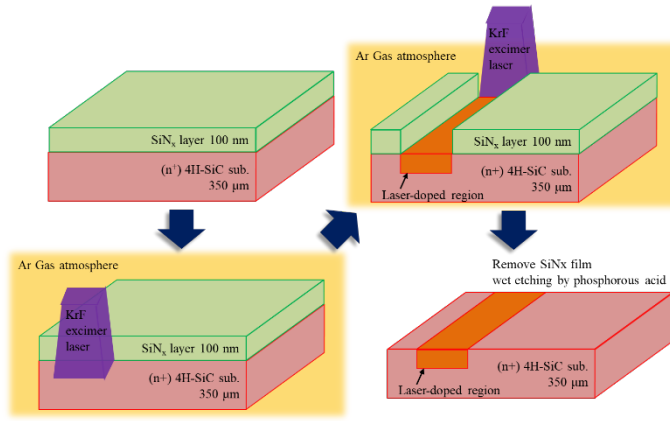 SiNx layer 100 nm
(n+) 4H-SiC sub.
350 μm
Ar Gas atmosphere
KrF
excimer
laser
SiNx layer 100 nm
(n+) 4H-SiC sub.
350 μm
KrF
excimer
laser
Ar Gas atmosphere
SiNx layer 100 nm
(n+) 4H-SiC sub.
350 μm
Laser-doped region
Remove SiNx film
wet etching by phosphorous acid
(n+) 4H-SiC sub.
350 μm
Laser-doped region